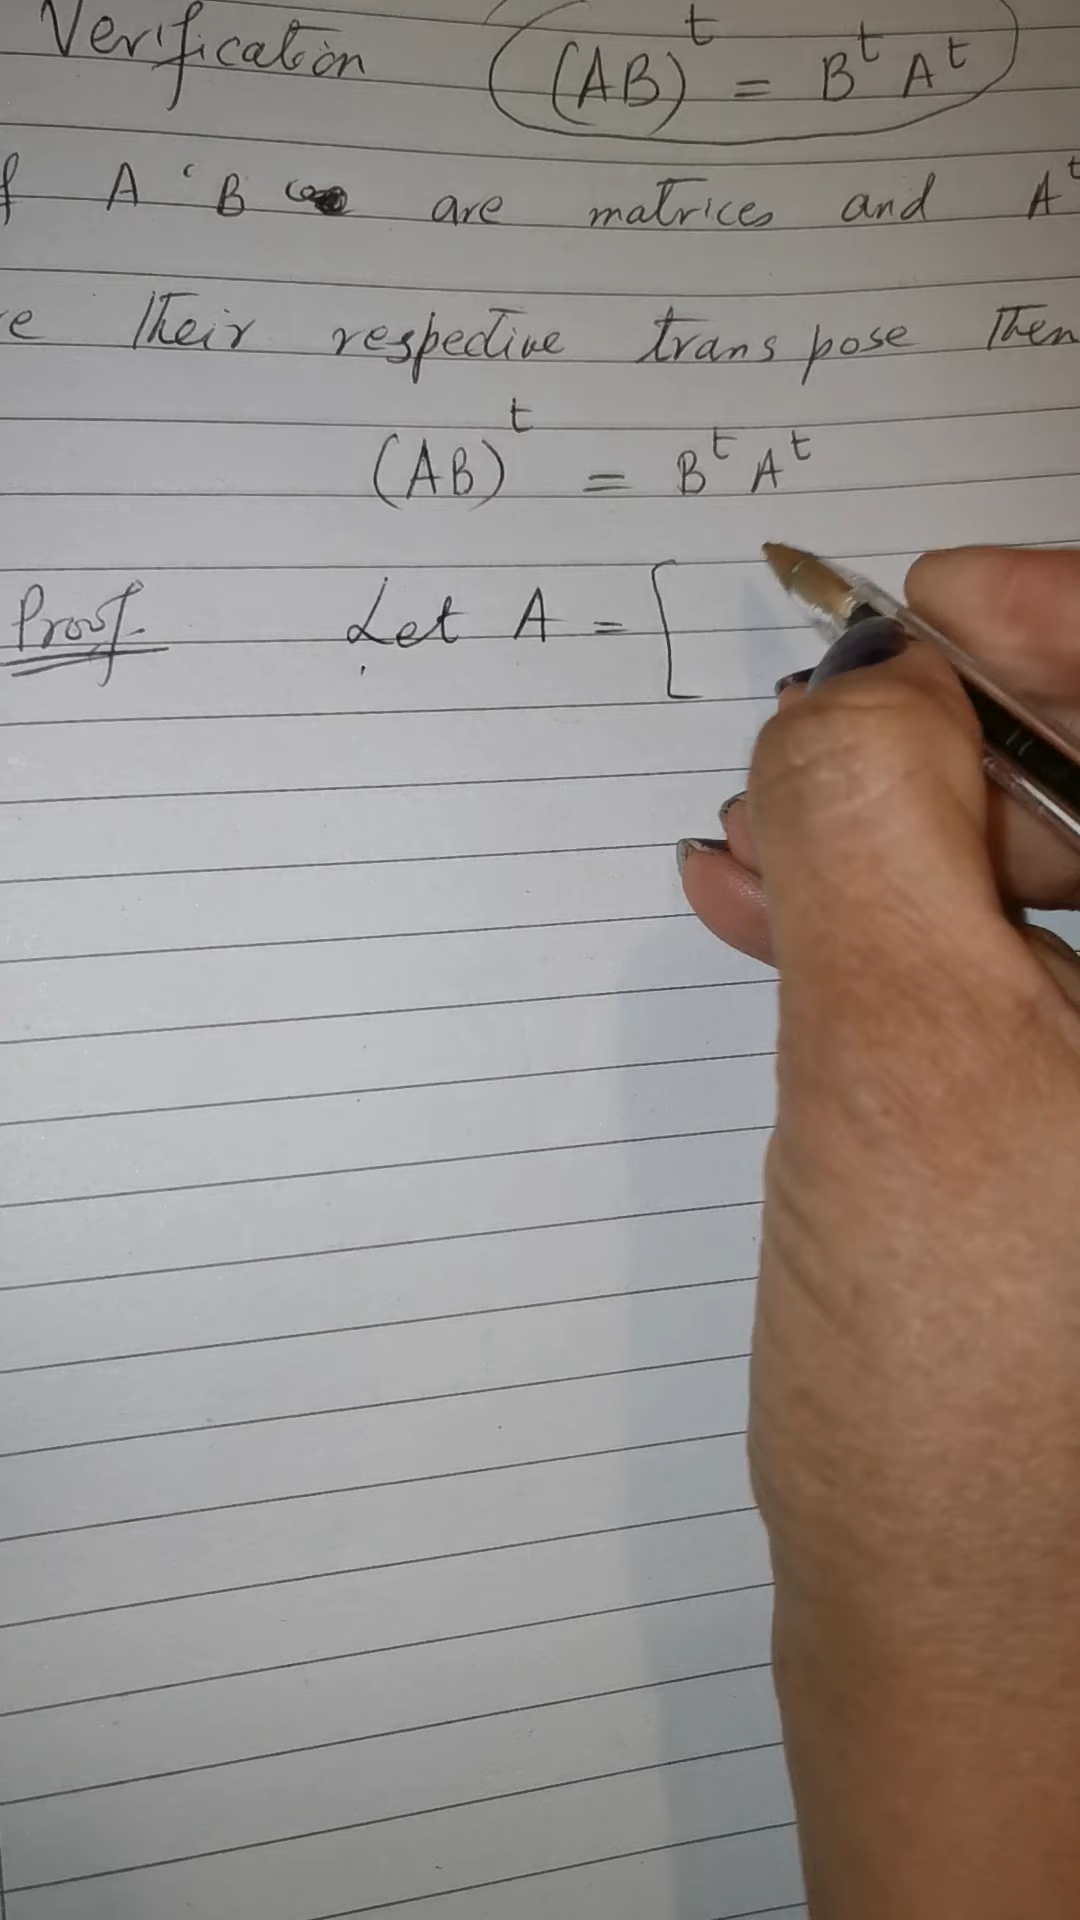 Verification (AB)^t = B^t A^t
f A, B are matrices and A^t
e their respective transpose then
(AB)^t = B^t A^t
Proof. Let A = [